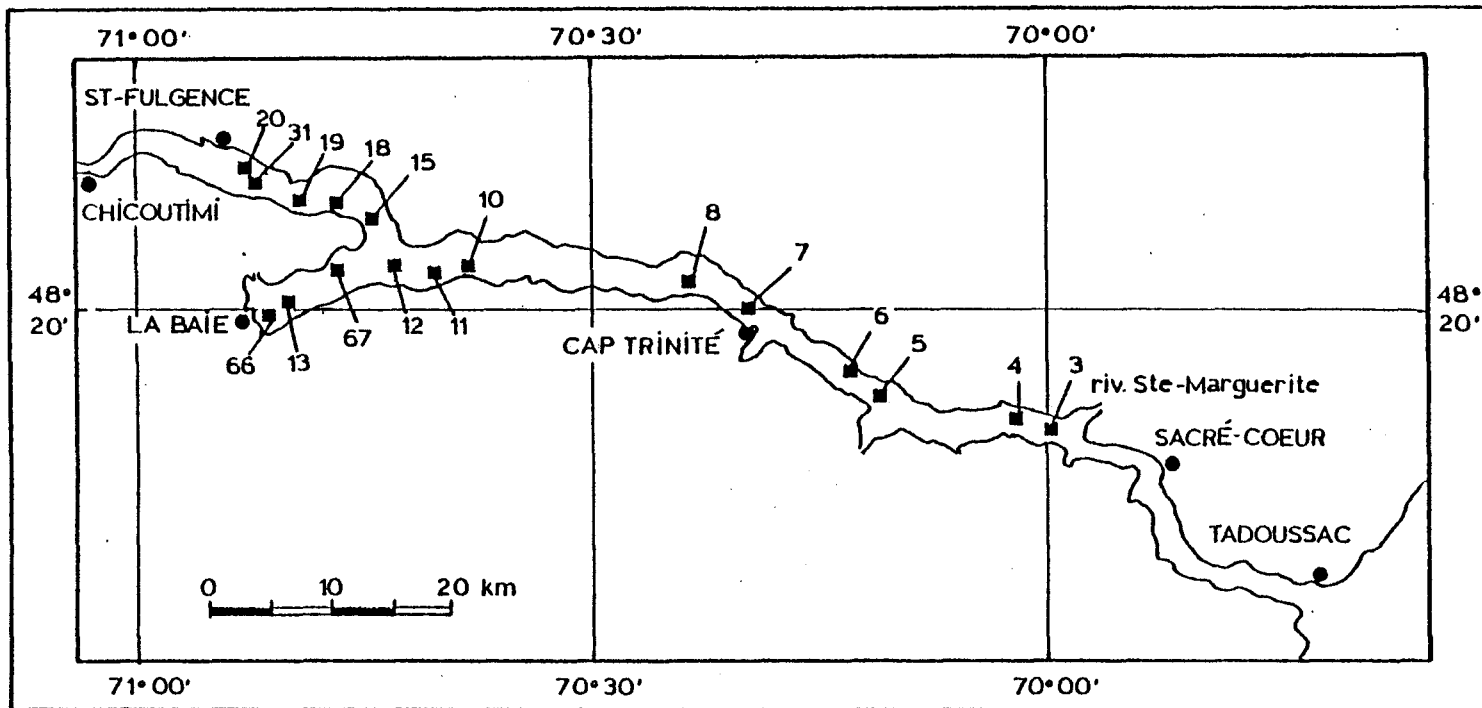 71°00' 70°30' 70°00'
ST-FULGENCE
20 31 19 18 15
CHICOUTIMI
10
8
7
48°
20'
48°
20'
LA BAIE
66 13 67 12 11
CAP TRINITÉ
6
5
4 3
riv. Ste-Marguerite
SACRÉ-COEUR
TADOUSSAC
0 10 20 km
71°00' 70°30' 70°00'